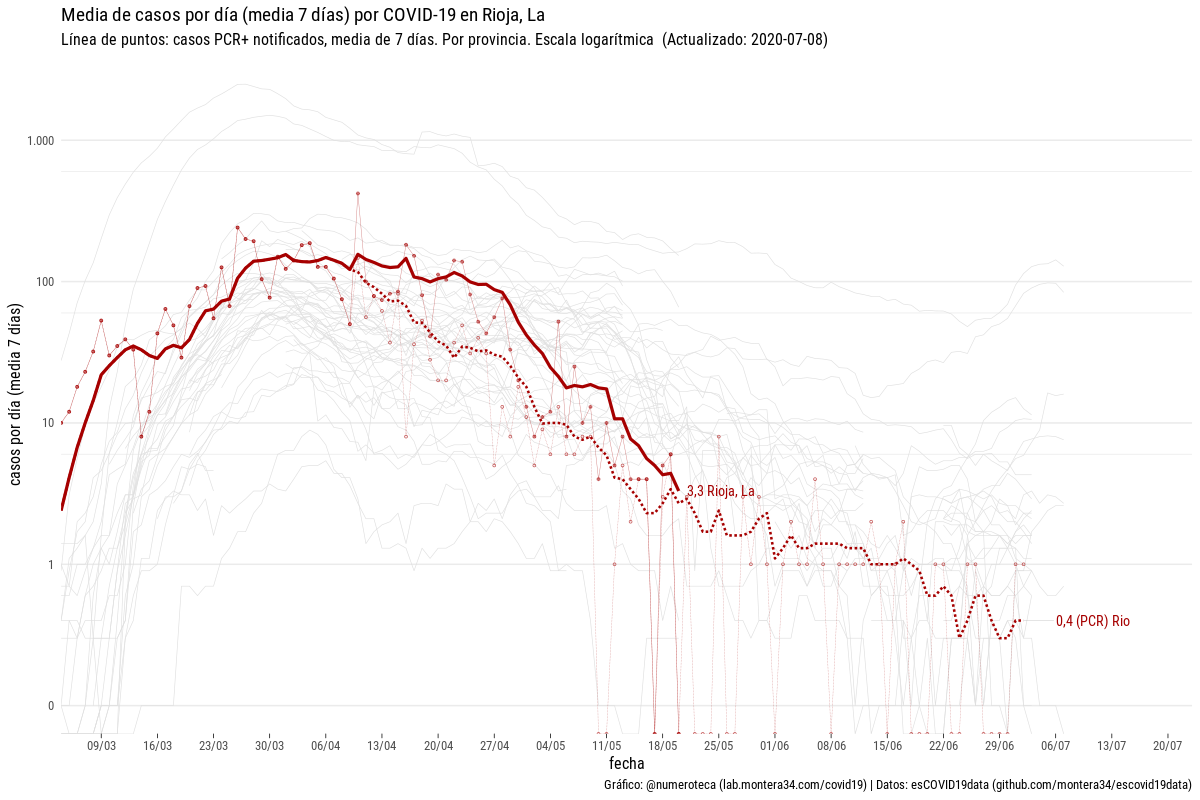 Media de casos por día (media 7 días) por COVID-19 en Rioja, La
Línea de puntos: casos PCR+ notificados, media de 7 días. Por provincia. Escala logarítmica (Actualizado: 2020-07-08)
casos por día (media 7 días)
1.000
100
10
1
0
3,3 Rioja, La
0,4 (PCR) Rio
09/03 16/03 23/03 30/03 06/04 13/04 20/04 27/04 04/05 11/05 18/05 25/05 01/06 08/06 15/06 22/06 29/06 06/07 13/07 20/07
fecha
Gráfico: @numeroteca (lab.montera34.com/covid19) | Datos: esCOVID19data (github.com/montera34/escovid19data)